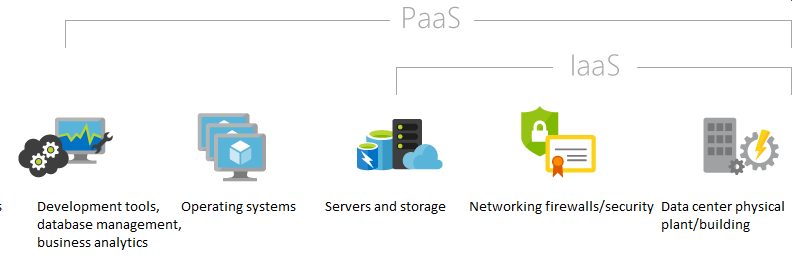 PaaS
IaaS
s
Development tools,
database management,
business analytics
Operating systems
Servers and storage
Networking firewalls/security
Data center physical
plant/building